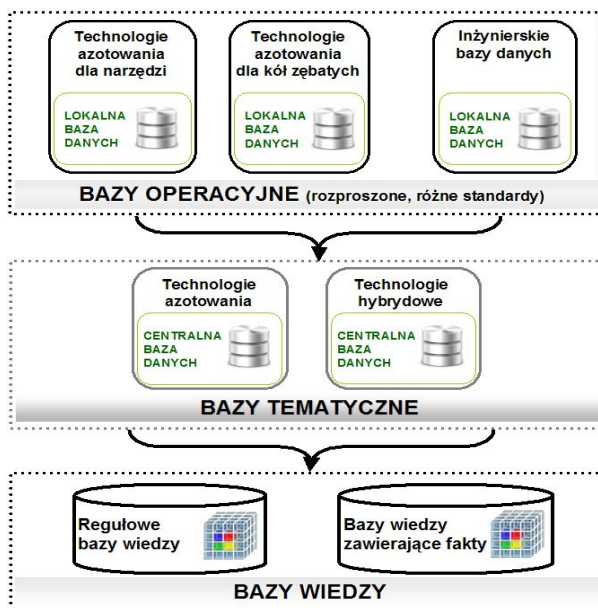 Technologie
azotowania
dla narzędzi
LOKALNA
BAZA
DANYCH
Technologie
azotowania
dla kół zębatych
LOKALNA
BAZA
DANYCH
Inżynierskie
bazy danych
LOKALNA
BAZA
DANYCH
BAZY OPERACYJNE (rozproszone, różne standardy)
Technologie
azotowania
CENTRALNA
BAZA
DANYCH
Technologie
hybrydowe
CENTRALNA
BAZA
DANYCH
BAZY TEMATYCZNE
Regułowe
bazy wiedzy
Bazy wiedzy
zawierające fakty
BAZY WIEDZY